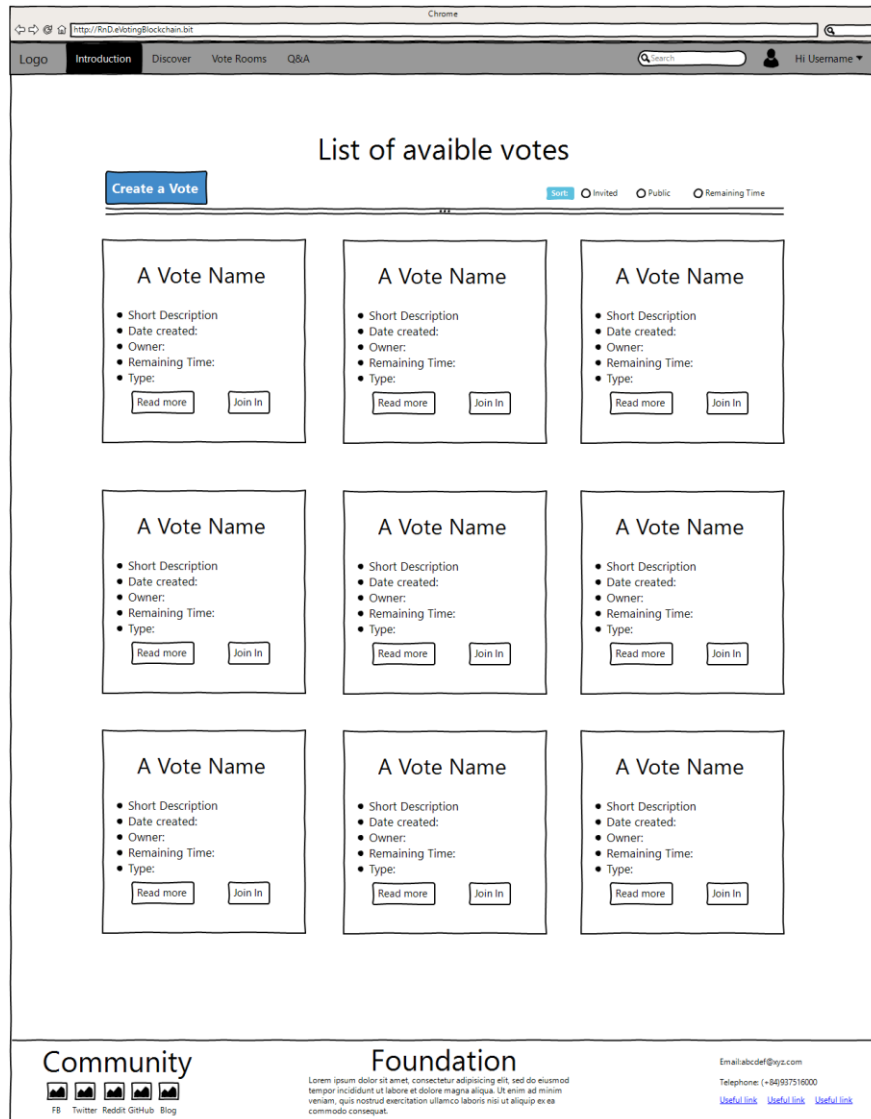 Chrome
http://RnD.eVotingBlockchain.bit
Logo Introduction Discover Vote Rooms Q&A Search Hi Username
List of avaible votes
Create a Vote
Sort: Invited Public Remaining Time
A Vote Name
Short Description
Date created:
Owner:
Remaining Time:
Type:
Read more Join In
A Vote Name
Short Description
Date created:
Owner:
Remaining Time:
Type:
Read more Join In
A Vote Name
Short Description
Date created:
Owner:
Remaining Time:
Type:
Read more Join In
A Vote Name
Short Description
Date created:
Owner:
Remaining Time:
Type:
Read more Join In
A Vote Name
Short Description
Date created:
Owner:
Remaining Time:
Type:
Read more Join In
A Vote Name
Short Description
Date created:
Owner:
Remaining Time:
Type:
Read more Join In
A Vote Name
Short Description
Date created:
Owner:
Remaining Time:
Type:
Read more Join In
A Vote Name
Short Description
Date created:
Owner:
Remaining Time:
Type:
Read more Join In
A Vote Name
Short Description
Date created:
Owner:
Remaining Time:
Type:
Read more Join In
Community
FB Twitter Reddit GitHub Blog
Foundation
Lorem ipsum dolor sit amet, consectetur adipisicing elit, sed do eiusmod
tempor incididunt ut labore et dolore magna aliqua. Ut enim ad minim
veniam, quis nostrud exercitation ullamco laboris nisi ut aliquip ex ea
commodo consequat.
Email:abcdef@xyz.com
Telephone: (+84)937516000
Useful link Useful link Useful link